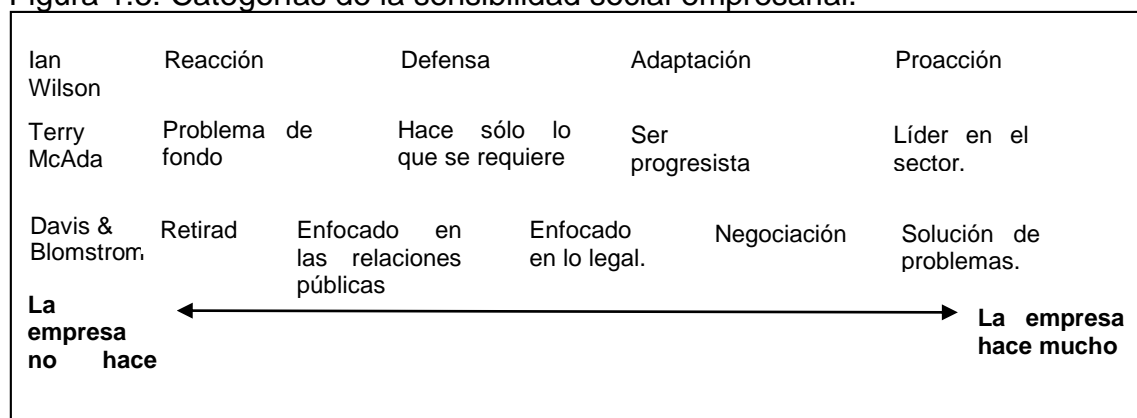 Figura 1.3. Categorías de la sensibilidad social empresarial.
Ian Wilson
Reacción
Defensa
Adaptación
Proacción
Terry McAda
Problema de fondo
Hace sólo lo que se requiere
Ser progresista
Líder en el sector.
Davis & Blomstrom
Retirad
Enfocado en las relaciones públicas
Enfocado en lo legal.
Negociación
Solución de problemas.
La empresa no hace
La empresa hace mucho